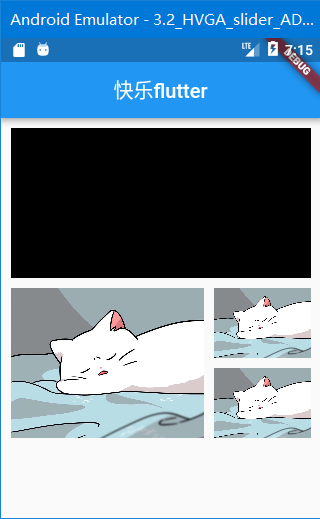 Android Emulator - 3.2_HVGA_slider_AD...
LTE 7:15
DEBUG
快乐flutter